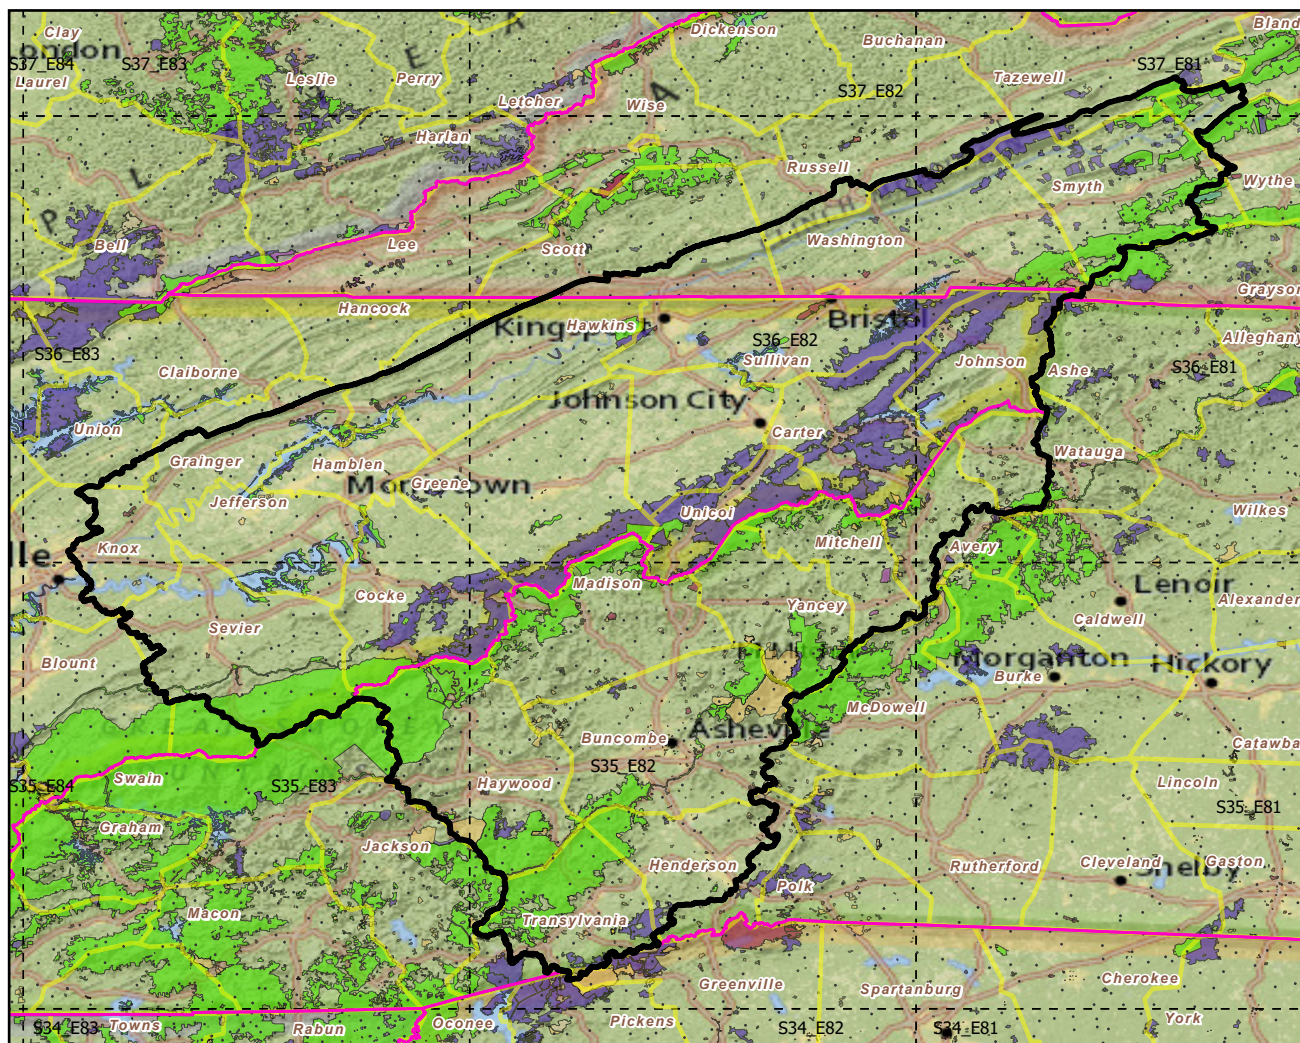 Clay
London
S37_E84
S37_E83
Laurel
Leslie
Perry
Letcher
Harlan
Dickenson
Wise
Buchanan
S37_E82
Tazewell
S37_E81
Bland
P
L
E
A
A
Russell
Smyth
Wythe
Bell
Lee
Scott
Washington
Hancock
Grayson
Kingsport
Hawkins
Bristol
S36_E83
Claiborne
S36_E82
Sullivan
Johnson
Ashe
S36_E81
Alleghany
Johnson City
Union
Grainger
Hamblen
Carter
Watauga
Jefferson
Morristown
Greene
Unicoi
Wilkes
Knox
lle
Mitchell
Avery
Madison
Cocke
Yancey
Lenoir
Alexander
Caldwell
Sevier
Blount
Morganton
Hickory
Burke
McDowell
Buncombe
Asheville
Catawba
Swain
S35_E84
S35_E83
Haywood
S35_E82
Lincoln
S35_E81
Graham
Jackson
Henderson
Rutherford
Cleveland
Gaston
Shelby
Polk
Macon
Transylvania
Greenville
Spartanburg
Cherokee
S34_E83
Towns
Rabun
Oconee
Pickens
S34_E82
S34_E81
York